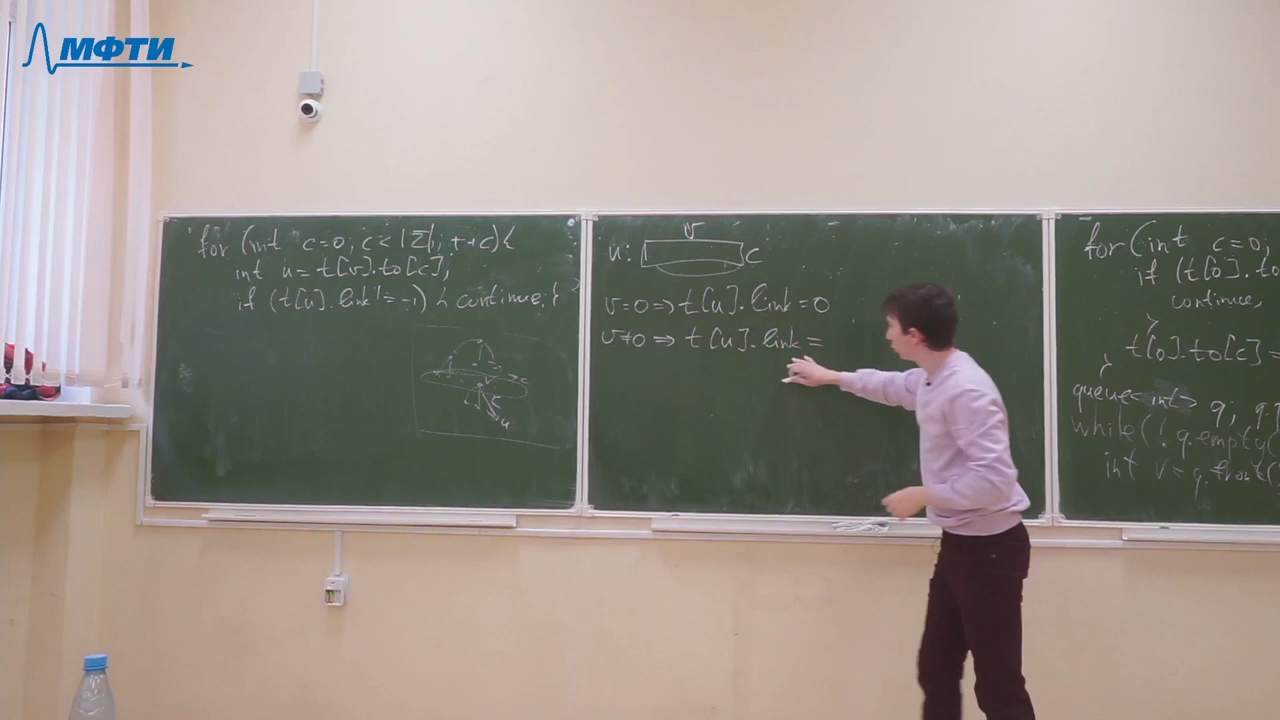 МФТИ
for (int c=0; c<|Σ|; ++c){
int u = t[v].to[c];
if (t[u].link != -1) { continue; }
c
u
v
u: c
v=0 ⇒ t[u].link = 0
v≠0 ⇒ t[u].link =
for (int c=0,
if (t[0].to
continue;
}
t[0].to[c] =
}
queue<int> q; q.p
while (!q.empty(
int v = q.front(